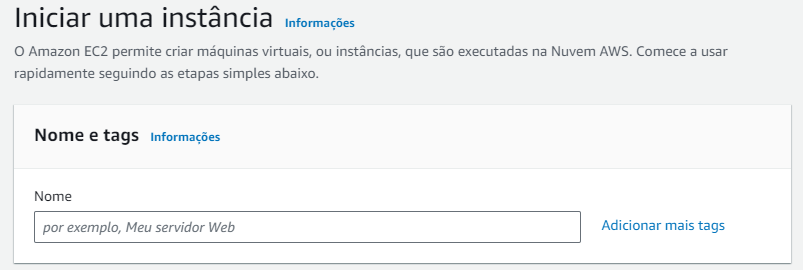 Iniciar uma instância Informações
O Amazon EC2 permite criar máquinas virtuais, ou instâncias, que são executadas na Nuvem AWS. Comece a usar
rapidamente seguindo as etapas simples abaixo.
Nome e tags Informações
Nome
por exemplo, Meu servidor Web Adicionar mais tags